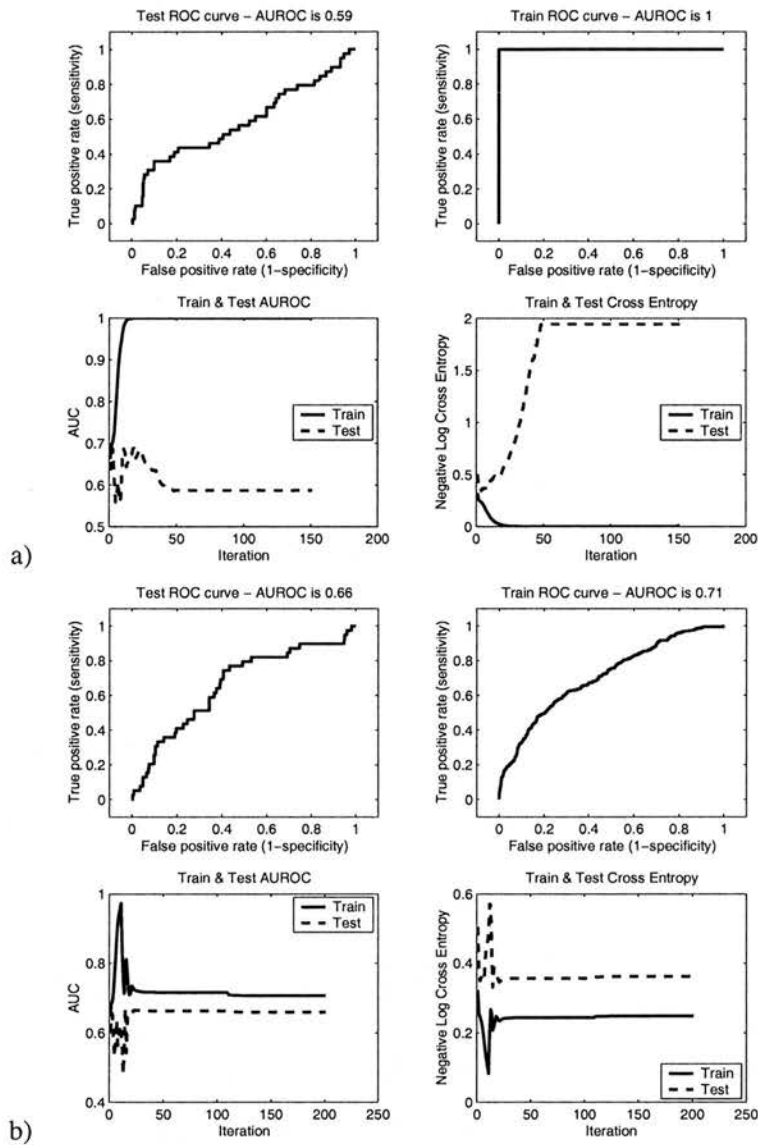 Test ROC curve – AUROC is 0.59
True positive rate (sensitivity)
1
0.8
0.6
0.4
0.2
0
0 0.2 0.4 0.6 0.8 1
False positive rate (1-specificity)
Train ROC curve – AUROC is 1
True positive rate (sensitivity)
1
0.8
0.6
0.4
0.2
0
0 0.2 0.4 0.6 0.8 1
False positive rate (1-specificity)
Train & Test AUROC
AUC
1
0.9
0.8
0.7
0.6
0.5
Train
Test
0 50 100 150 200
Iteration
Train & Test Cross Entropy
Negative Log Cross Entropy
2
1.5
1
0.5
0
Train
Test
0 50 100 150 200
Iteration
a)
Test ROC curve – AUROC is 0.66
True positive rate (sensitivity)
1
0.8
0.6
0.4
0.2
0
0 0.2 0.4 0.6 0.8 1
False positive rate (1-specificity)
Train ROC curve – AUROC is 0.71
True positive rate (sensitivity)
1
0.8
0.6
0.4
0.2
0
0 0.2 0.4 0.6 0.8 1
False positive rate (1-specificity)
Train & Test AUROC
AUC
1
0.8
0.6
0.4
Train
Test
0 50 100 150 200 250
Iteration
Train & Test Cross Entropy
Negative Log Cross Entropy
0.6
0.4
0.2
0
Train
Test
0 50 100 150 200 250
Iteration
b)